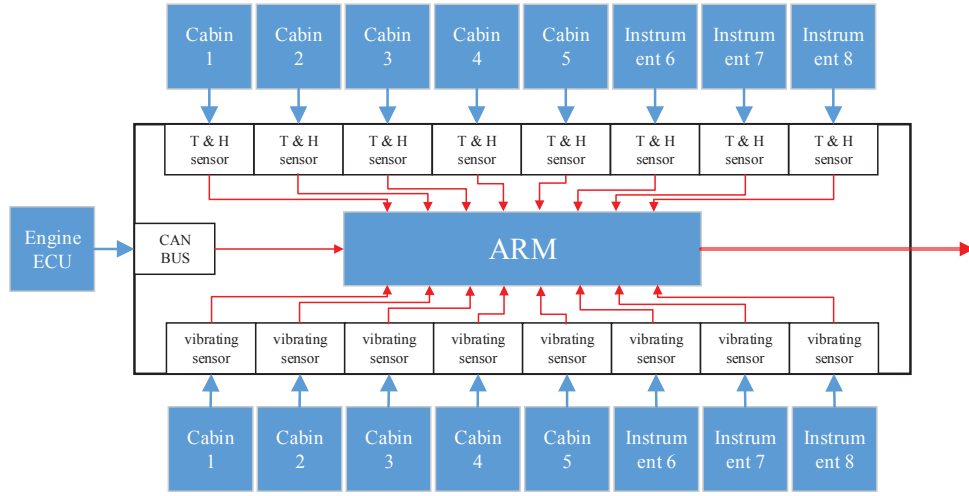 Cabin
1
Cabin
2
Cabin
3
Cabin
4
Cabin
5
Instrum
ent 6
Instrum
ent 7
Instrum
ent 8
T & H
sensor
T & H
sensor
T & H
sensor
T & H
sensor
T & H
sensor
T & H
sensor
T & H
sensor
T & H
sensor
Engine
ECU
CAN
BUS
ARM
vibrating
sensor
vibrating
sensor
vibrating
sensor
vibrating
sensor
vibrating
sensor
vibrating
sensor
vibrating
sensor
vibrating
sensor
Cabin
1
Cabin
2
Cabin
3
Cabin
4
Cabin
5
Instrum
ent 6
Instrum
ent 7
Instrum
ent 8